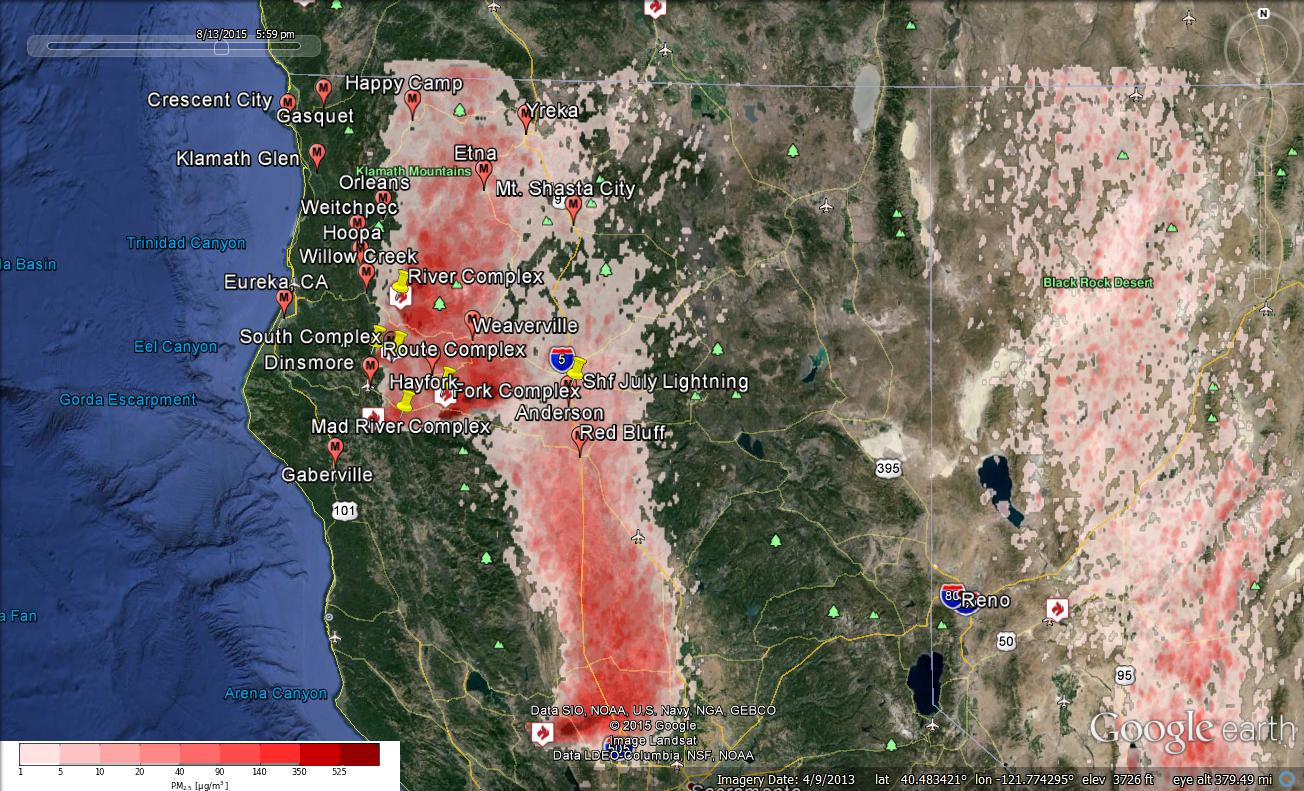 N
8/13/2015 5:59 pm
Happy Camp
Crescent City
Gasquet
Yreka
Klamath Glen
Etna
Klamath Mountains
Orleans
Mt. Shasta City
Weitchpec
Hoopa
Trinidad Canyon
Willow Creek
la Basin
River Complex
Eureka, CA
Black Rock Desert
Weaverville
South Complex
Eel Canyon
Route Complex
5
Dinsmore
Hayfork
Fork Complex
Shf July Lightning
Gorda Escarpment
Anderson
Mad River Complex
Red Bluff
Gaberville
395
101
80
Reno
a Fan
50
95
Arena Canyon
Data SIO, NOAA, U.S. Navy, NGA, GEBCO
© 2015 Google
Image Landsat
Data LDEO-Columbia, NSF, NOAA
505
Google earth
Sacramento
Imagery Date: 4/9/2013 lat 40.483421° lon -121.774295° elev 3726 ft eye alt 379.49 mi
1 5 10 20 40 90 140 350 525
PM2.5 [µg/m³]